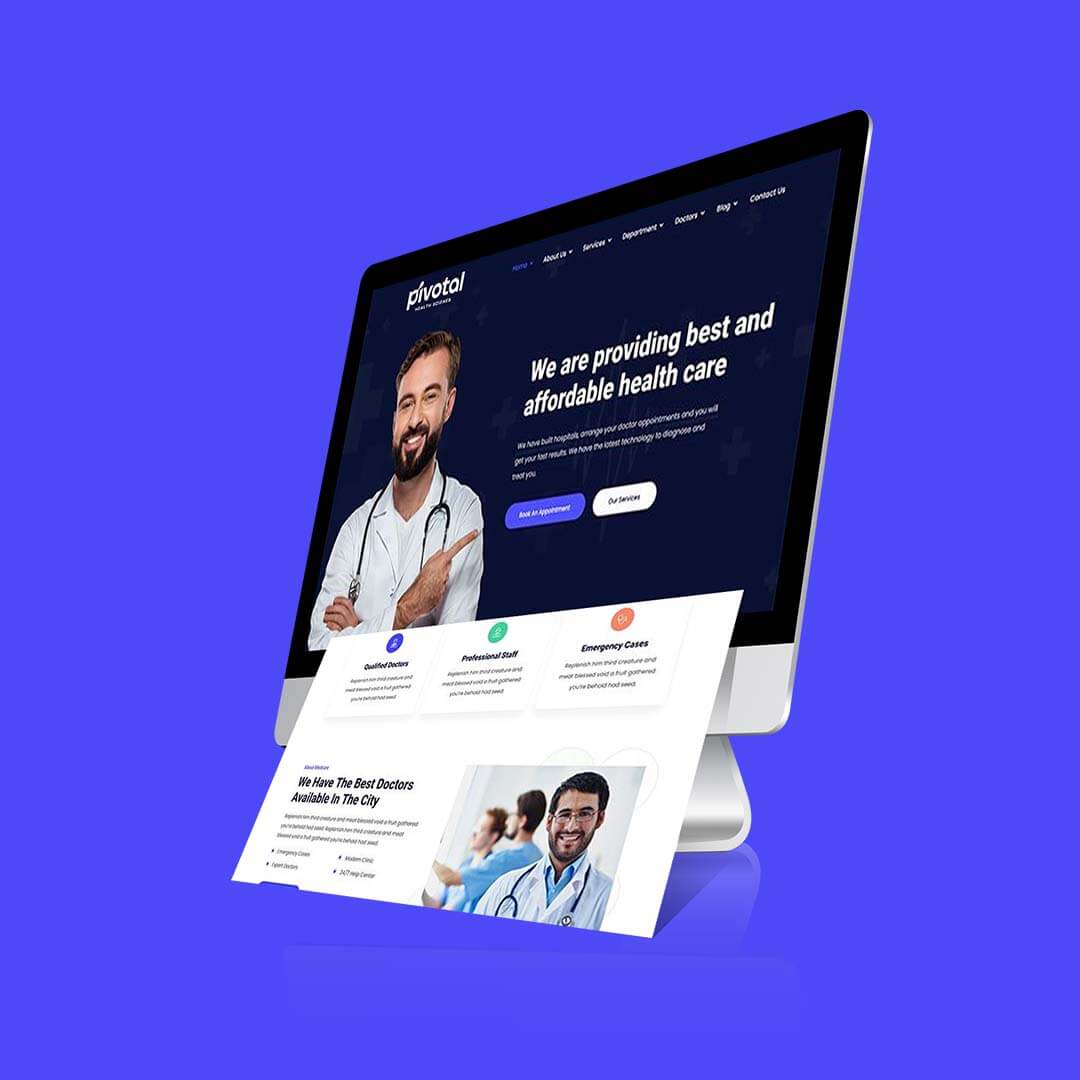 Home About Us Services Department Doctors Blog Contact Us
pivotal
HEALTH SCIENCE
We are providing best and
affordable health care
We have built hospitals, arrange your doctor appointments and you will
get your fast results. We have the latest technology to diagnose and
treat you.
Book An Appointment Our Services
Qualified Doctors
Replenish him third creature and
meat blessed void a fruit gathered
you're behold had seed.
Professional Staff
Replenish him third creature and
meat blessed void a fruit gathered
you're behold had seed.
Emergency Cases
Replenish him third creature and
meat blessed void a fruit gathered
you're behold had seed.
About Medcare
We Have The Best Doctors
Available In The City
Replenish him third creature and meat blessed void a fruit gathered
you're behold had seed. Replenish him third creature and meat
blessed void a fruit gathered you're behold had seed.
Emergency Cases Modern Clinic
Expert Doctors 24/7 Help Center